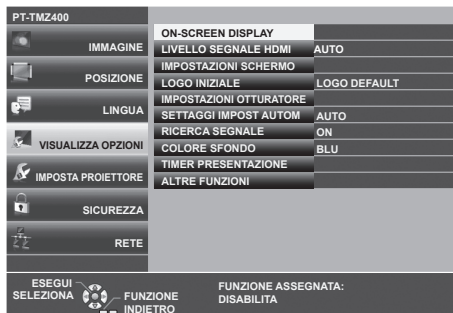 PT-TMZ400
IMMAGINE
POSIZIONE
LINGUA
VISUALIZZA OPZIONI
IMPOSTA PROIETTORE
SICUREZZA
RETE
ON-SCREEN DISPLAY
LIVELLO SEGNALE HDMI AUTO
IMPOSTAZIONI SCHERMO
LOGO INIZIALE LOGO DEFAULT
IMPOSTAZIONI OTTURATORE
SETTAGGI IMPOST AUTOM AUTO
RICERCA SEGNALE ON
COLORE SFONDO BLU
TIMER PRESENTAZIONE
ALTRE FUNZIONI
ESEGUI
SELEZIONA
FUNZIONE
INDIETRO
FUNZIONE ASSEGNATA:
DISABILITA